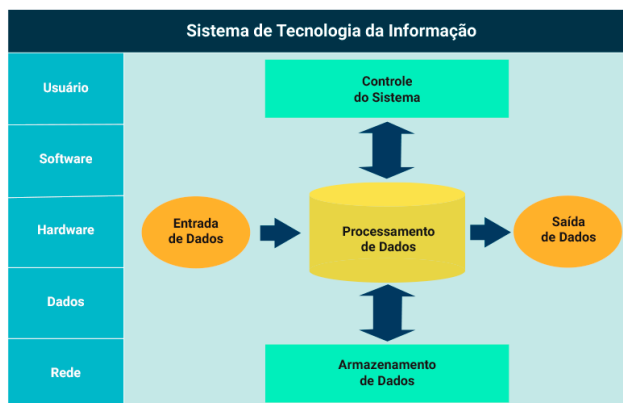 Sistema de Tecnologia da Informação
Usuário
Software
Hardware
Dados
Rede
Controle
do Sistema
Entrada
de Dados
Processamento
de Dados
Saída
de Dados
Armazenamento
de Dados